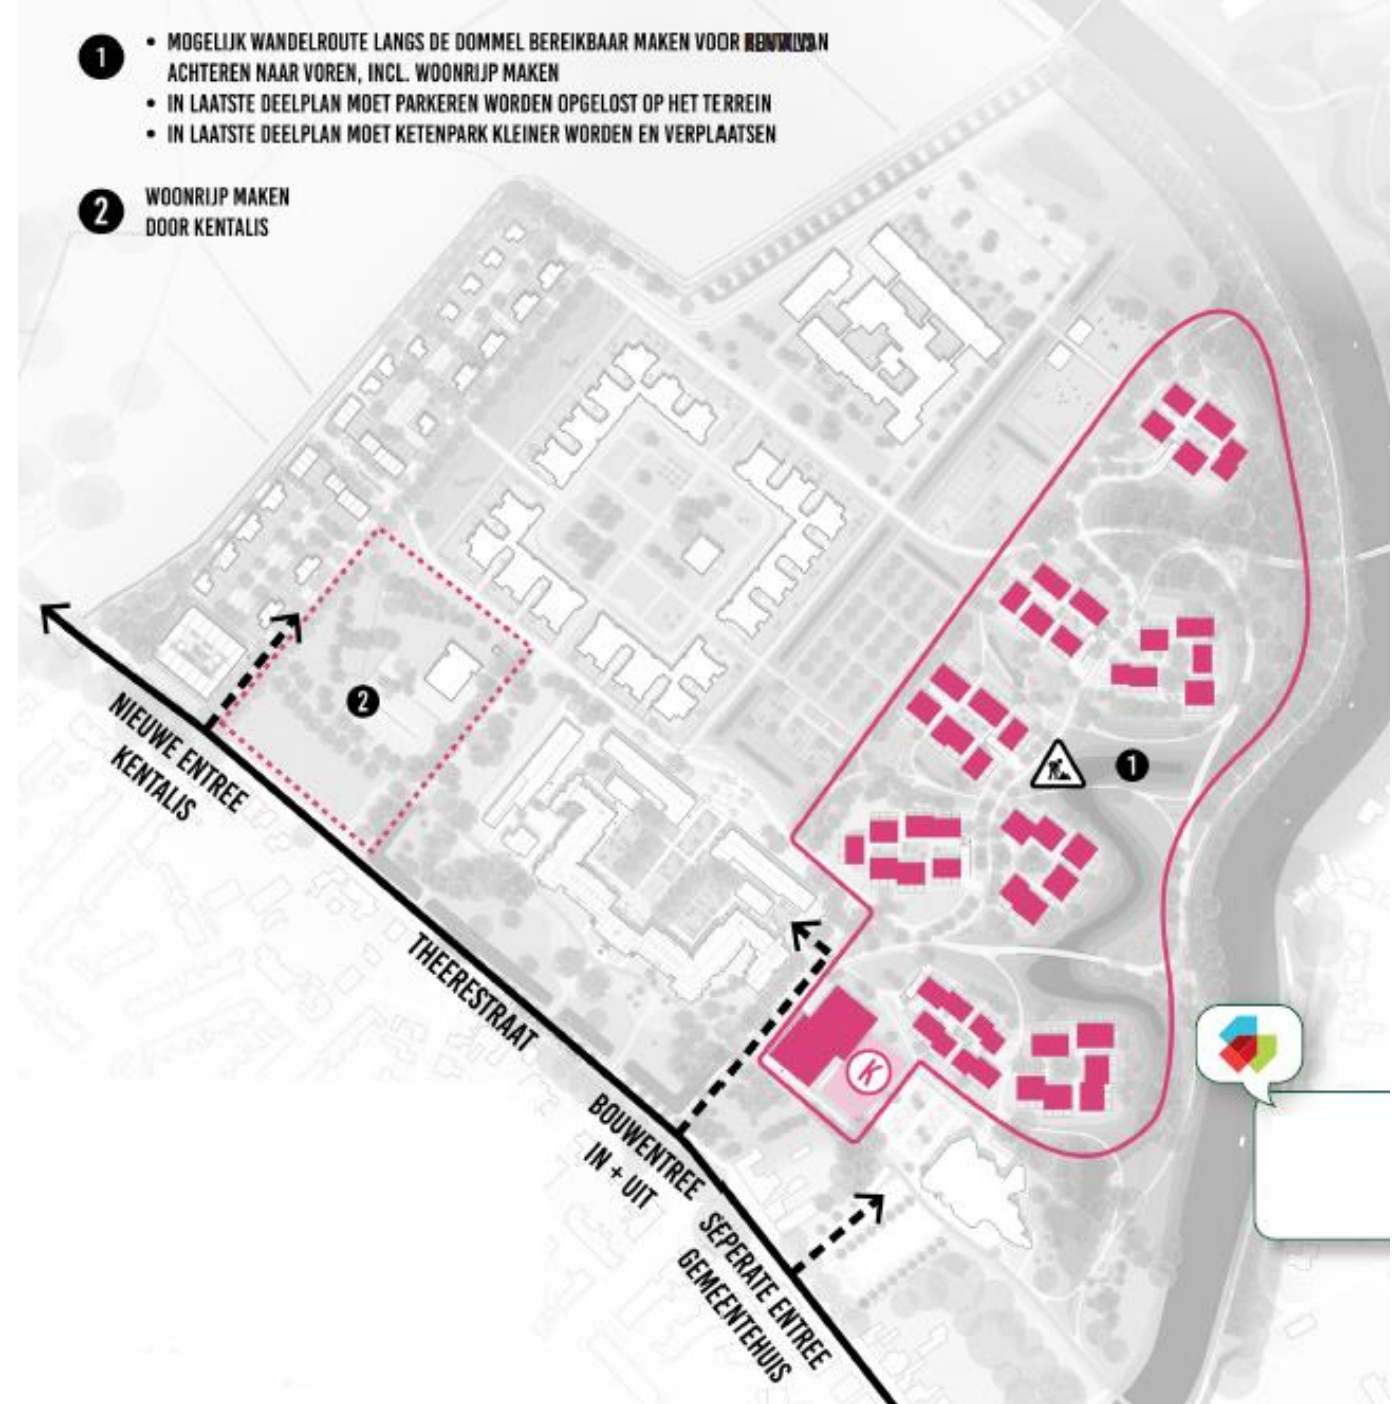 1
• MOGELIJK WANDELROUTE LANGS DE DOMMEL BEREIKBAAR MAKEN VOOR
ACHTEREN NAAR VOREN, INCL. WOONRIJP MAKEN
• IN LAATSTE DEELPLAN MOET PARKEREN WORDEN OPGELOST OP HET TERREIN
• IN LAATSTE DEELPLAN MOET KETENPARK KLEINER WORDEN EN VERPLAATSEN
2
WOONRIJP MAKEN
DOOR KENTALIS
2
NIEUWE ENTREE
KENTALIS
1
THEERESTRAAT
K
BOUWENTREE
IN + UIT
SEPERATE ENTREE
GEMEENTEHUIS